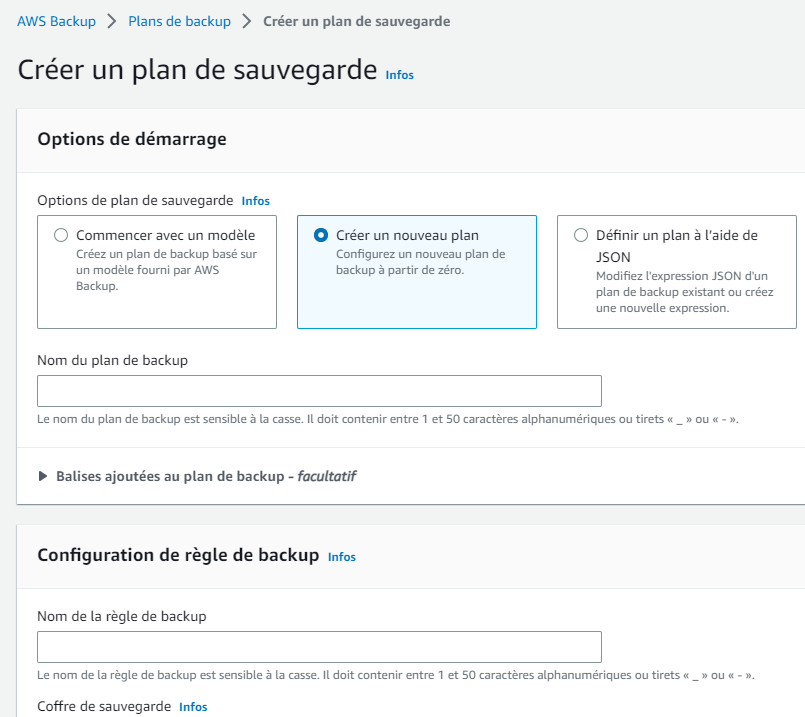 AWS Backup > Plans de backup > Créer un plan de sauvegarde
Créer un plan de sauvegarde Infos
Options de démarrage
Options de plan de sauvegarde Infos
Commencer avec un modèle
Créez un plan de backup basé sur
un modèle fourni par AWS
Backup.
Créer un nouveau plan
Configurez un nouveau plan de
backup à partir de zéro.
Définir un plan à l'aide de
JSON
Modifiez l'expression JSON d'un
plan de backup existant ou créez
une nouvelle expression.
Nom du plan de backup
Le nom du plan de backup est sensible à la casse. Il doit contenir entre 1 et 50 caractères alphanumériques ou tirets « _ » ou « - ».
Balises ajoutées au plan de backup - facultatif
Configuration de règle de backup Infos
Nom de la règle de backup
Le nom de la règle de backup est sensible à la casse. Il doit contenir entre 1 et 50 caractères alphanumériques ou tirets « _ » ou « - ».
Coffre de sauvegarde Infos